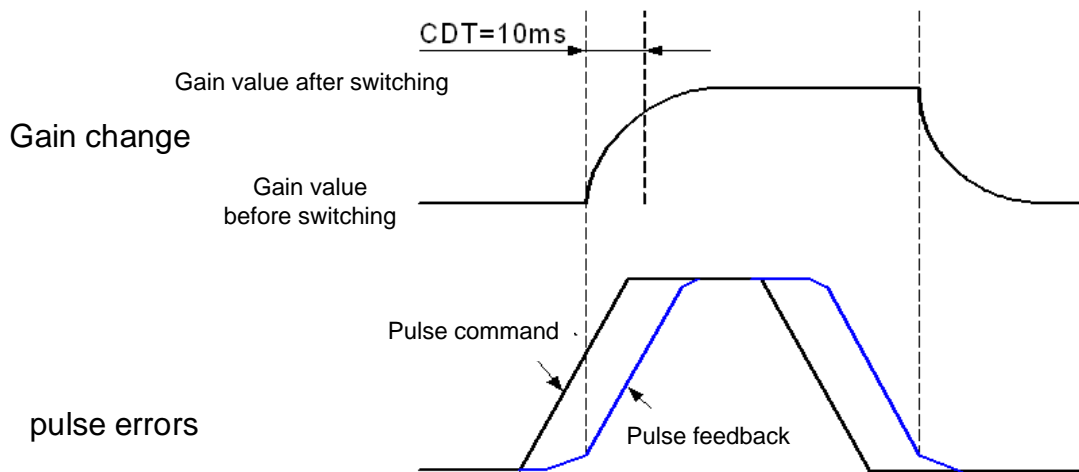 CDT=10ms
Gain value after switching
Gain change
Gain value
before switching
Pulse command
pulse errors
Pulse feedback